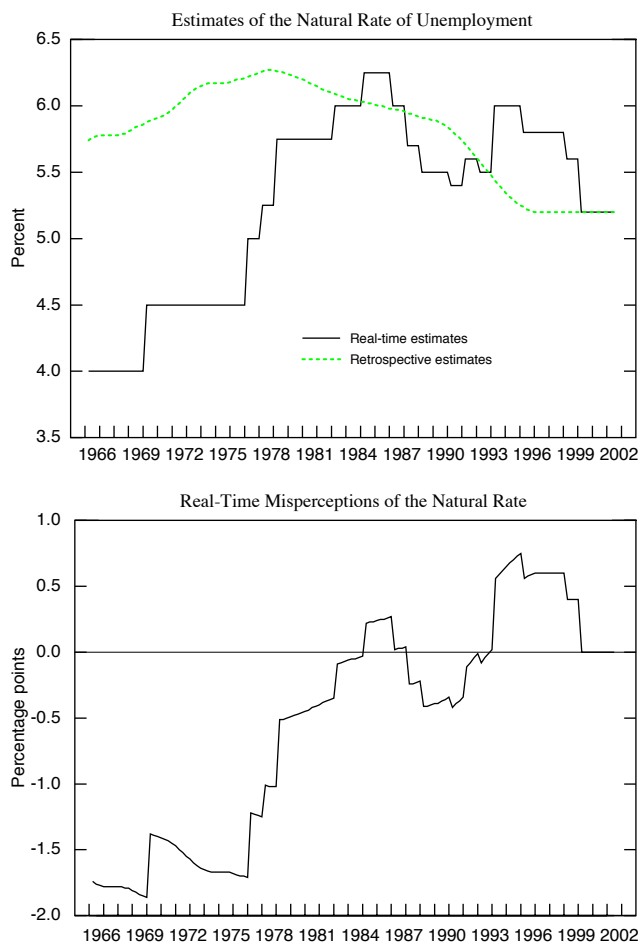 Estimates of the Natural Rate of Unemployment
6.5
6.0
5.5
5.0
4.5
4.0
3.5
Percent
Real-time estimates
Retrospective estimates
1966 1969 1972 1975 1978 1981 1984 1987 1990 1993 1996 1999 2002
Real-Time Misperceptions of the Natural Rate
1.0
0.5
0.0
-0.5
-1.0
-1.5
-2.0
Percentage points
1966 1969 1972 1975 1978 1981 1984 1987 1990 1993 1996 1999 2002